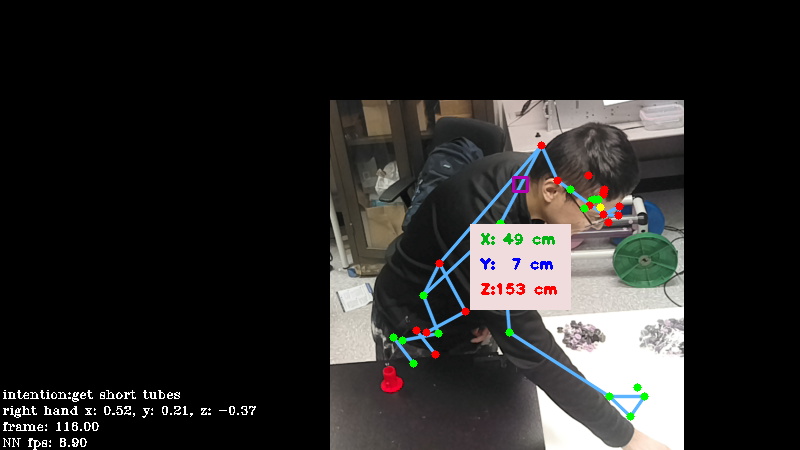 X: 49 cm
Y: 7 cm
Z:153 cm
intention:get short tubes
right hand x: 0.52, y: 0.21, z: -0.37
frame: 116.00
NN fps: 8.90